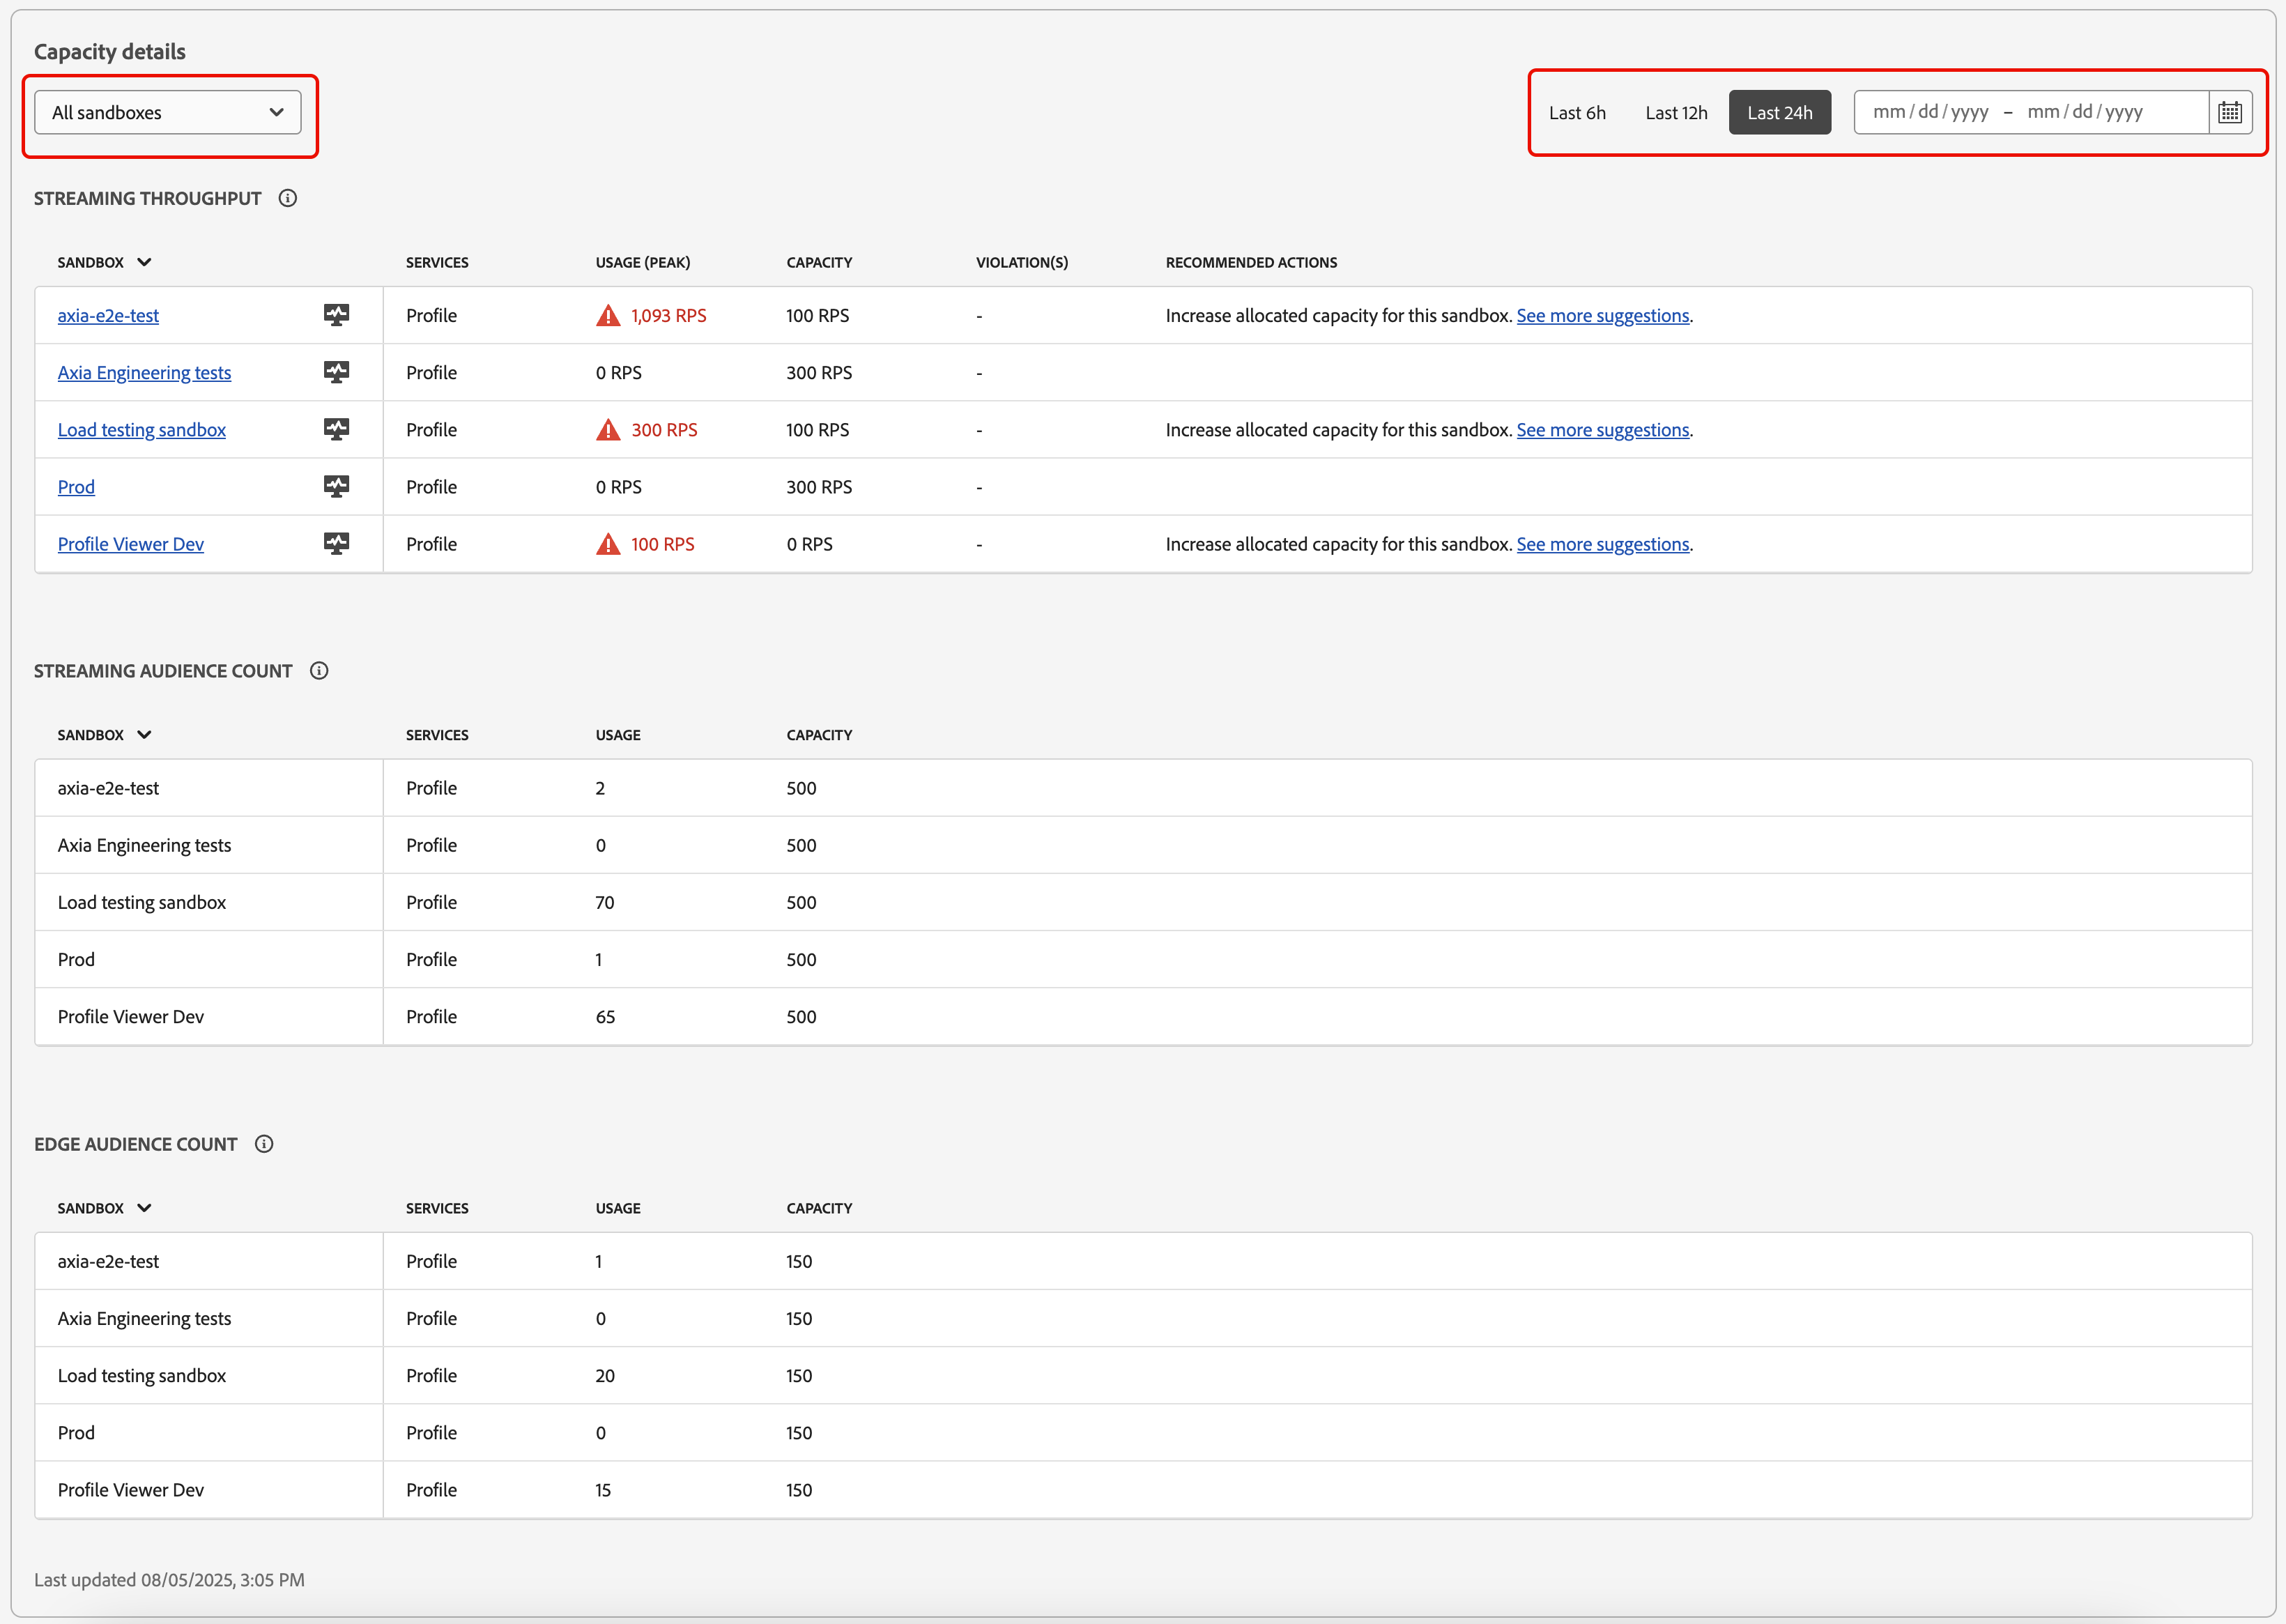 Capacity details
All sandboxes
Last 6h Last 12h Last 24h mm / dd / yyyy – mm / dd / yyyy
STREAMING THROUGHPUT
SANDBOX SERVICES USAGE (PEAK) CAPACITY VIOLATION(S) RECOMMENDED ACTIONS
axia-e2e-test Profile 1,093 RPS 100 RPS - Increase allocated capacity for this sandbox. See more suggestions.
Axia Engineering tests Profile 0 RPS 300 RPS -
Load testing sandbox Profile 300 RPS 100 RPS - Increase allocated capacity for this sandbox. See more suggestions.
Prod Profile 0 RPS 300 RPS -
Profile Viewer Dev Profile 100 RPS 0 RPS - Increase allocated capacity for this sandbox. See more suggestions.
STREAMING AUDIENCE COUNT
SANDBOX SERVICES USAGE CAPACITY
axia-e2e-test Profile 2 500
Axia Engineering tests Profile 0 500
Load testing sandbox Profile 70 500
Prod Profile 1 500
Profile Viewer Dev Profile 65 500
EDGE AUDIENCE COUNT
SANDBOX SERVICES USAGE CAPACITY
axia-e2e-test Profile 1 150
Axia Engineering tests Profile 0 150
Load testing sandbox Profile 20 150
Prod Profile 0 150
Profile Viewer Dev Profile 15 150
Last updated 08/05/2025, 3:05 PM